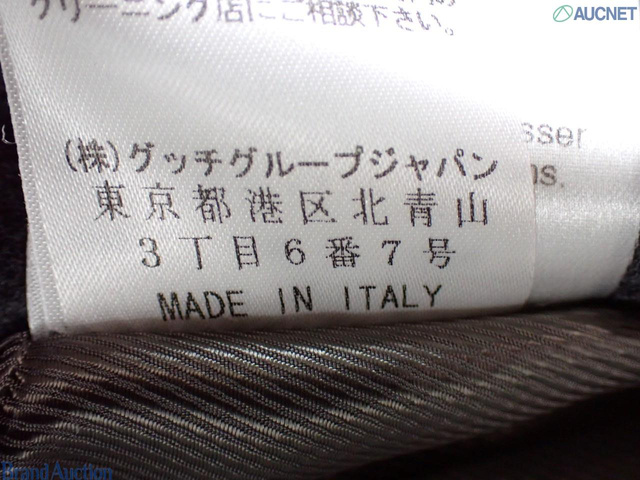 AUCNET
クリーニング店にご相談下さい。
sser
ns.
(株)グッチグループジャパン
東京都港区北青山
3丁目6番7号
MADE IN ITALY
Brand Auction